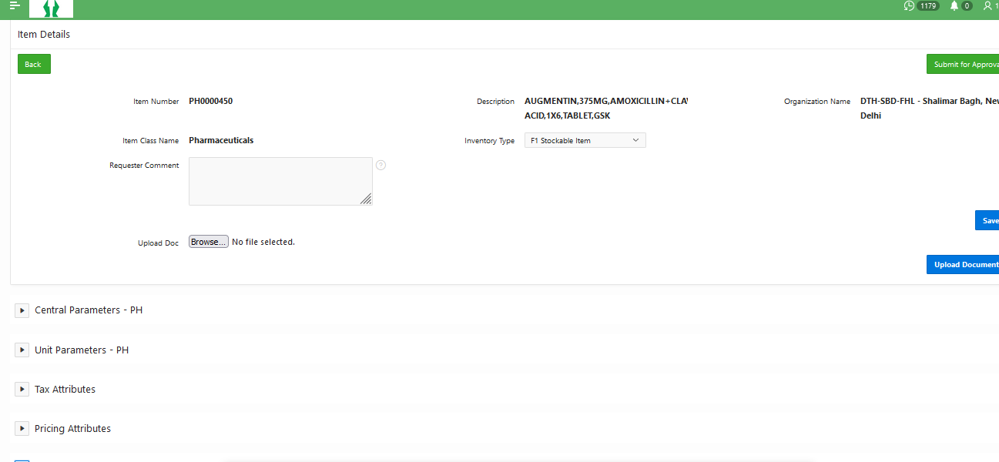 1179
0
1
Item Details
Back
Submit for Approva
Item Number
PH0000450
Description
AUGMENTIN,375MG,AMOXICILLIN+CLAV
ACID,1X6,TABLET,GSK
Organization Name
DTH-SBD-FHL - Shalimar Bagh, New
Delhi
Item Class Name
Pharmaceuticals
Inventory Type
F1 Stockable Item
Requester Comment
?
Save
Upload Doc
Browse...
No file selected.
Upload Document
Central Parameters - PH
Unit Parameters - PH
Tax Attributes
Pricing Attributes